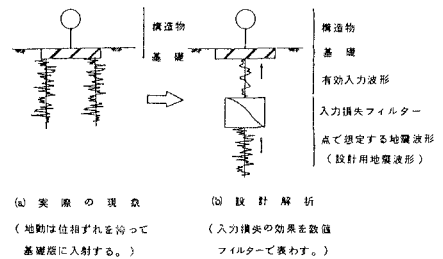 構造物
基礎
構造物
基礎
有効入力波形
入力損失フィルター
点で想定する地震波形
(設計用地震波形)
(a) 実際の現象
(地動は位相ずれを沿って
基礎版に入射する。)
(b) 設計解析
(入力損失の効果を数値
フィルターで表わす。)